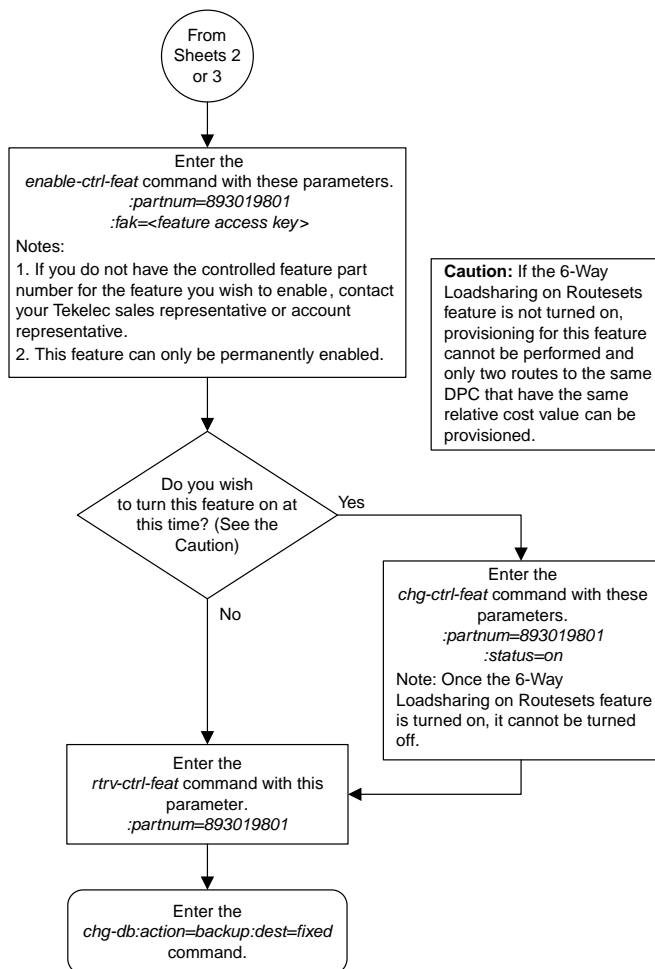 From
Sheets 2
or 3
Enter the
enable-ctrl-feat command with these parameters.
:partnum=893019801
:fak=<feature access key>
Notes:
1. If you do not have the controlled feature part
number for the feature you wish to enable, contact
your Tekelec sales representative or account
representative.
2. This feature can only be permanently enabled.
Caution: If the 6-Way
Loadsharing on Routesets
feature is not turned on,
provisioning for this feature
cannot be performed and
only two routes to the same
DPC that have the same
relative cost value can be
provisioned.
Do you wish
to turn this feature on at
this time? (See the
Caution)
Yes
No
Enter the
chg-ctrl-feat command with these
parameters.
:partnum=893019801
:status=on
Note: Once the 6-Way
Loadsharing on Routesets feature
is turned on, it cannot be turned
off.
Enter the
rtrv-ctrl-feat command with this
parameter.
:partnum=893019801
Enter the
chg-db:action=backup:dest=fixed
command.